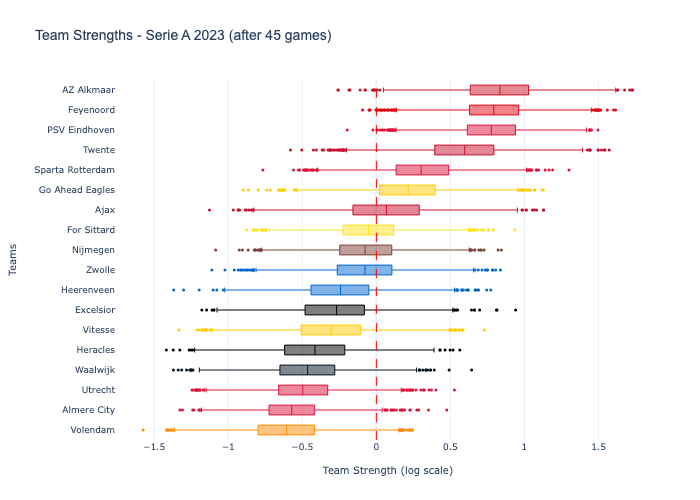 Team Strengths - Serie A 2023 (after 45 games)
AZ Alkmaar
Feyenoord
PSV Eindhoven
Twente
Sparta Rotterdam
Go Ahead Eagles
Ajax
For Sittard
Nijmegen
Zwolle
Heerenveen
Excelsior
Vitesse
Heracles
Waalwijk
Utrecht
Almere City
Volendam
Teams
−1.5 −1 −0.5 0 0.5 1 1.5
Team Strength (log scale)